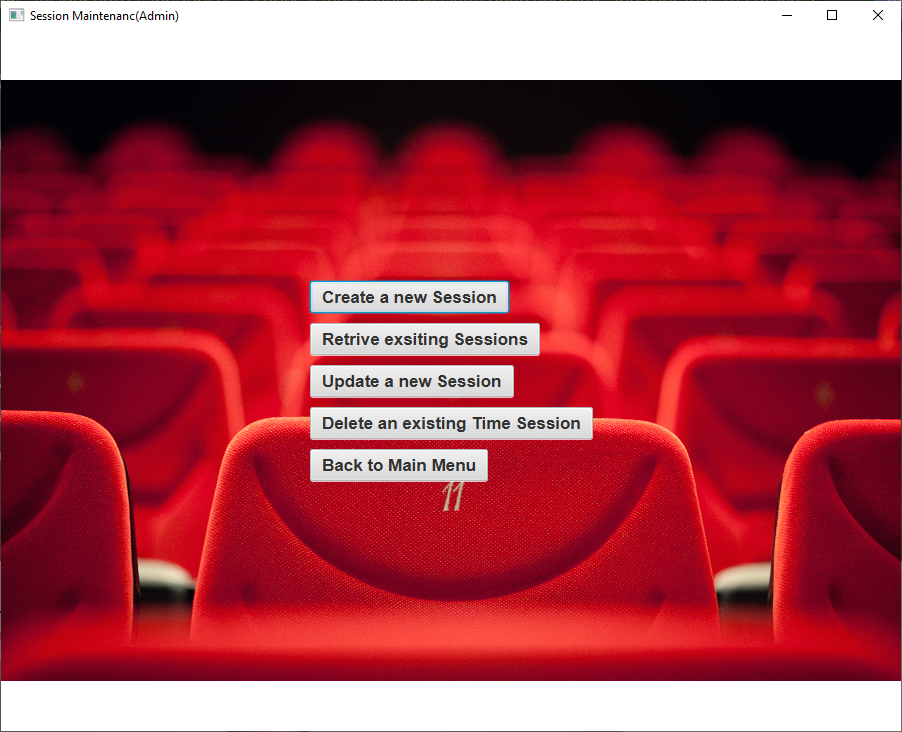 Session Maintenanc(Admin)
Create a new Session
Retrive exsiting Sessions
Update a new Session
Delete an existing Time Session
Back to Main Menu
11